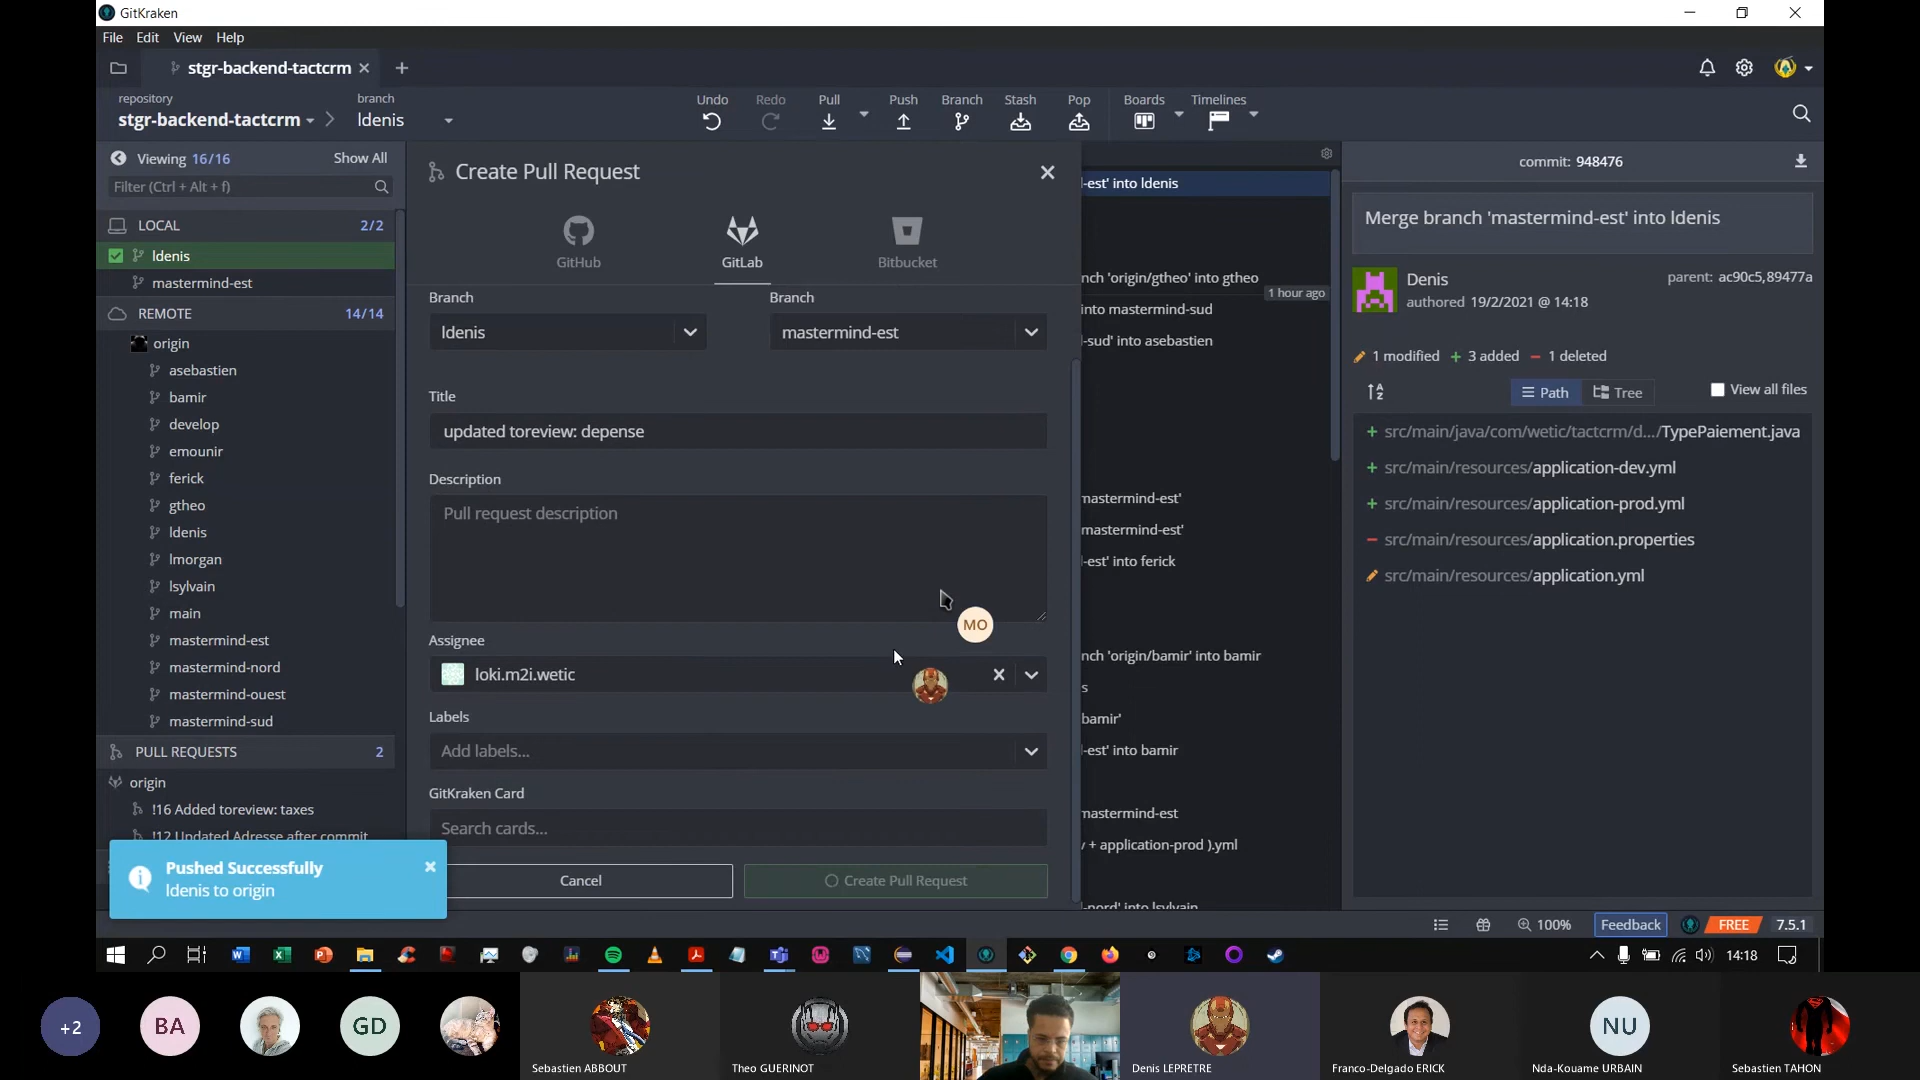 GitKraken
File Edit View Help
stgr-backend-tactcrm
repository
stgr-backend-tactcrm
branch
ldenis
Undo
Redo
Pull
Push
Branch
Stash
Pop
Boards
Timelines
Viewing 16/16
Show All
Filter (Ctrl + Alt + f)
LOCAL 2/2
ldenis
mastermind-est
REMOTE 14/14
origin
asebastien
bamir
develop
emounir
ferick
gtheo
ldenis
lmorgan
lsylvain
main
mastermind-est
mastermind-nord
mastermind-ouest
mastermind-sud
PULL REQUESTS 2
origin
!16 Added toreview: taxes
!12 Updated Adresse after commit
Pushed Successfully
ldenis to origin
Create Pull Request
GitHub
GitLab
Bitbucket
Branch
ldenis
Branch
mastermind-est
Title
updated toreview: depense
Description
Pull request description
MO
Assignee
loki.m2i.wetic
Labels
Add labels...
GitKraken Card
Search cards...
Cancel
Create Pull Request
-est' into ldenis
nch 'origin/gtheo' into gtheo
1 hour ago
into mastermind-sud
-sud' into asebastien
mastermind-est'
mastermind-est'
-est' into ferick
nch 'origin/bamir' into bamir
s
bamir'
-est' into bamir
mastermind-est
+ application-prod ).yml
-nord' into lsylvain
commit: 948476
Merge branch 'mastermind-est' into ldenis
Denis
authored 19/2/2021 @ 14:18
parent: ac90c5,89477a
1 modified + 3 added − 1 deleted
Path
Tree
View all files
+ src/main/java/com/wetic/tactcrm/d.../TypePaiement.java
+ src/main/resources/application-dev.yml
+ src/main/resources/application-prod.yml
− src/main/resources/application.properties
src/main/resources/application.yml
100%
Feedback
FREE
7.5.1
14:18
+2
BA
GD
Sebastien ABBOUT
Theo GUERINOT
Denis LEPRETRE
Franco-Delgado ERICK
NU
Nda-Kouame URBAIN
Sebastien TAHON